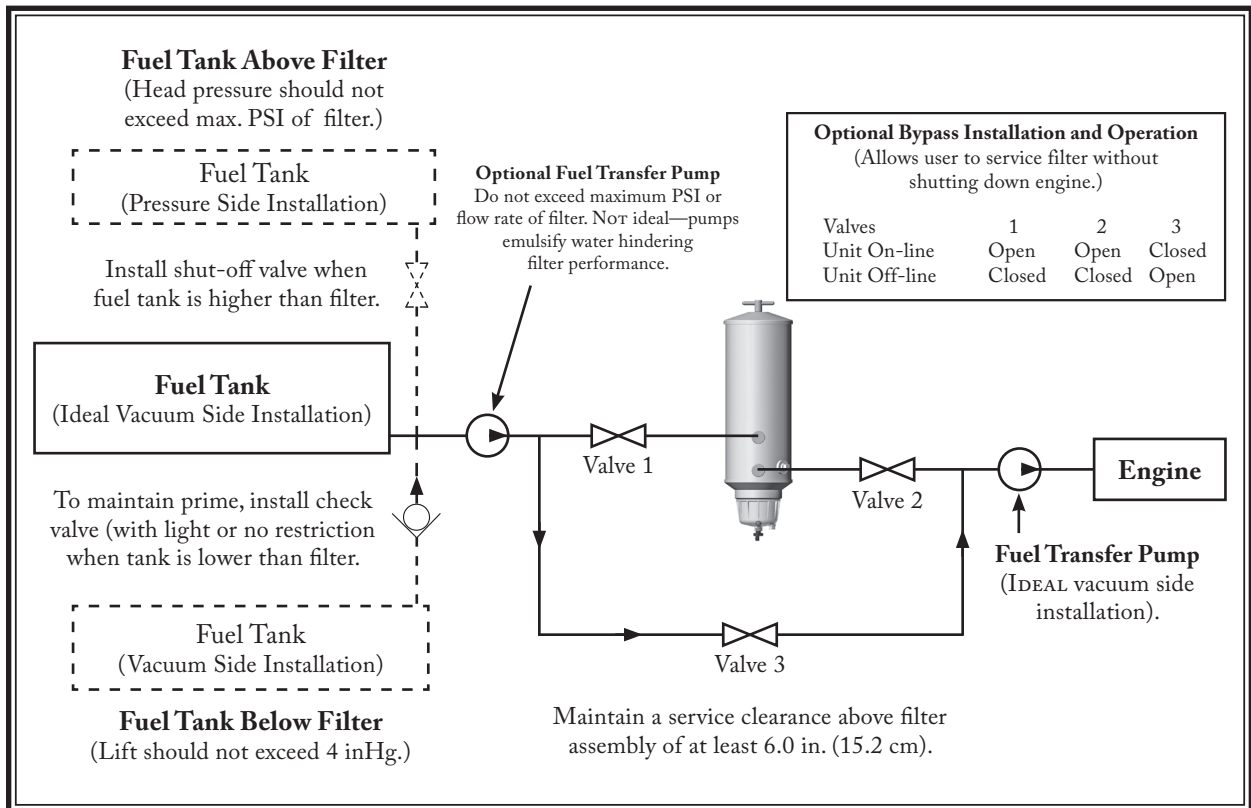 Fuel Tank Above Filter
(Head pressure should not
exceed max. PSI of filter.)
Fuel Tank
(Pressure Side Installation)
Install shut-off valve when
fuel tank is higher than filter.
Fuel Tank
(Ideal Vacuum Side Installation)
To maintain prime, install check
valve (with light or no restriction
when tank is lower than filter.
Fuel Tank
(Vacuum Side Installation)
Fuel Tank Below Filter
(Lift should not exceed 4 inHg.)
Optional Fuel Transfer Pump
Do not exceed maximum PSI or
flow rate of filter. NOT ideal—pumps
emulsify water hindering
filter performance.
Optional Bypass Installation and Operation
(Allows user to service filter without
shutting down engine.)
Valves 1 2 3
Unit On-line Open Open Closed
Unit Off-line Closed Closed Open
Valve 1
Valve 2
Engine
Fuel Transfer Pump
(IDEAL vacuum side
installation).
Valve 3
Maintain a service clearance above filter
assembly of at least 6.0 in. (15.2 cm).